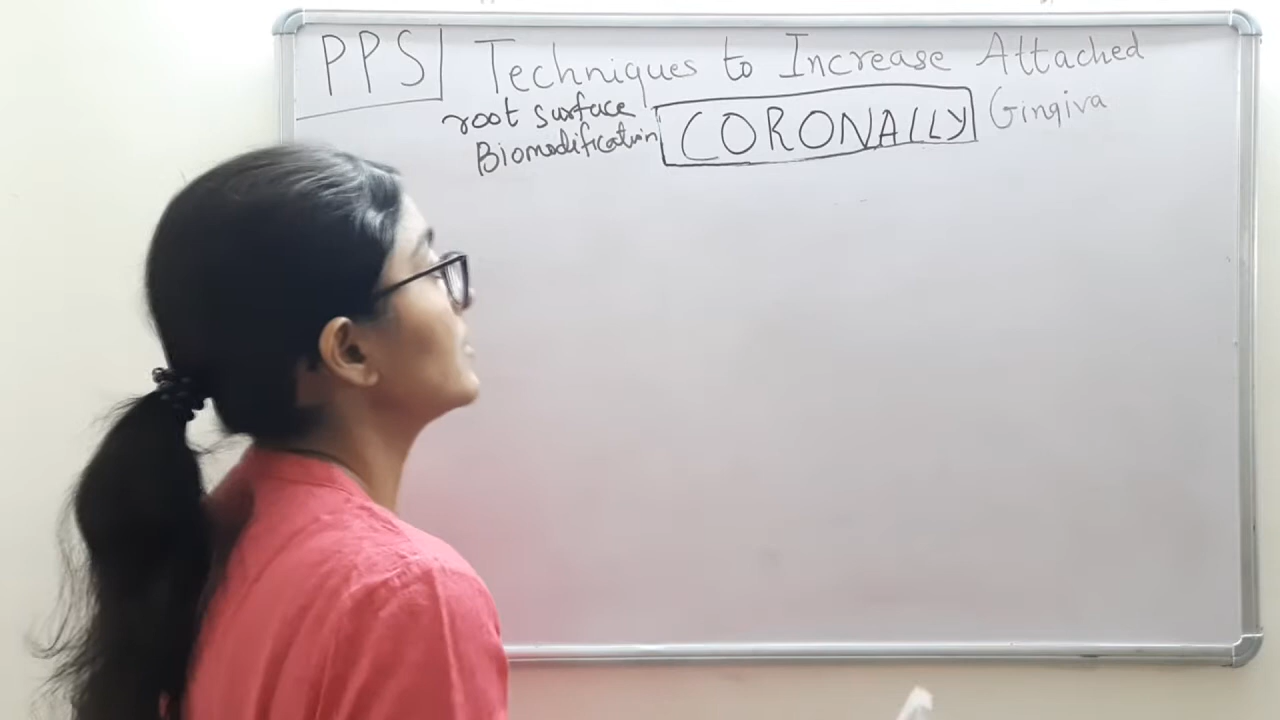 PPS Techniques to Increase Attached
root surface CORONALLY Gingiva
Biomodification